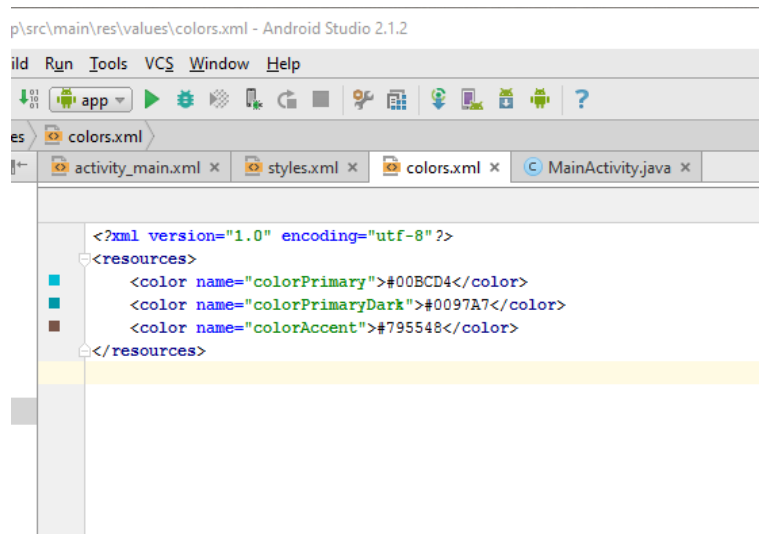 p\src\main\res\values\colors.xml - Android Studio 2.1.2
ild Run Tools VCS Window Help
app
es colors.xml
activity_main.xml styles.xml colors.xml C MainActivity.java
<?xml version="1.0" encoding="utf-8"?>
<resources>
<color name="colorPrimary">#00BCD4</color>
<color name="colorPrimaryDark">#0097A7</color>
<color name="colorAccent">#795548</color>
</resources>